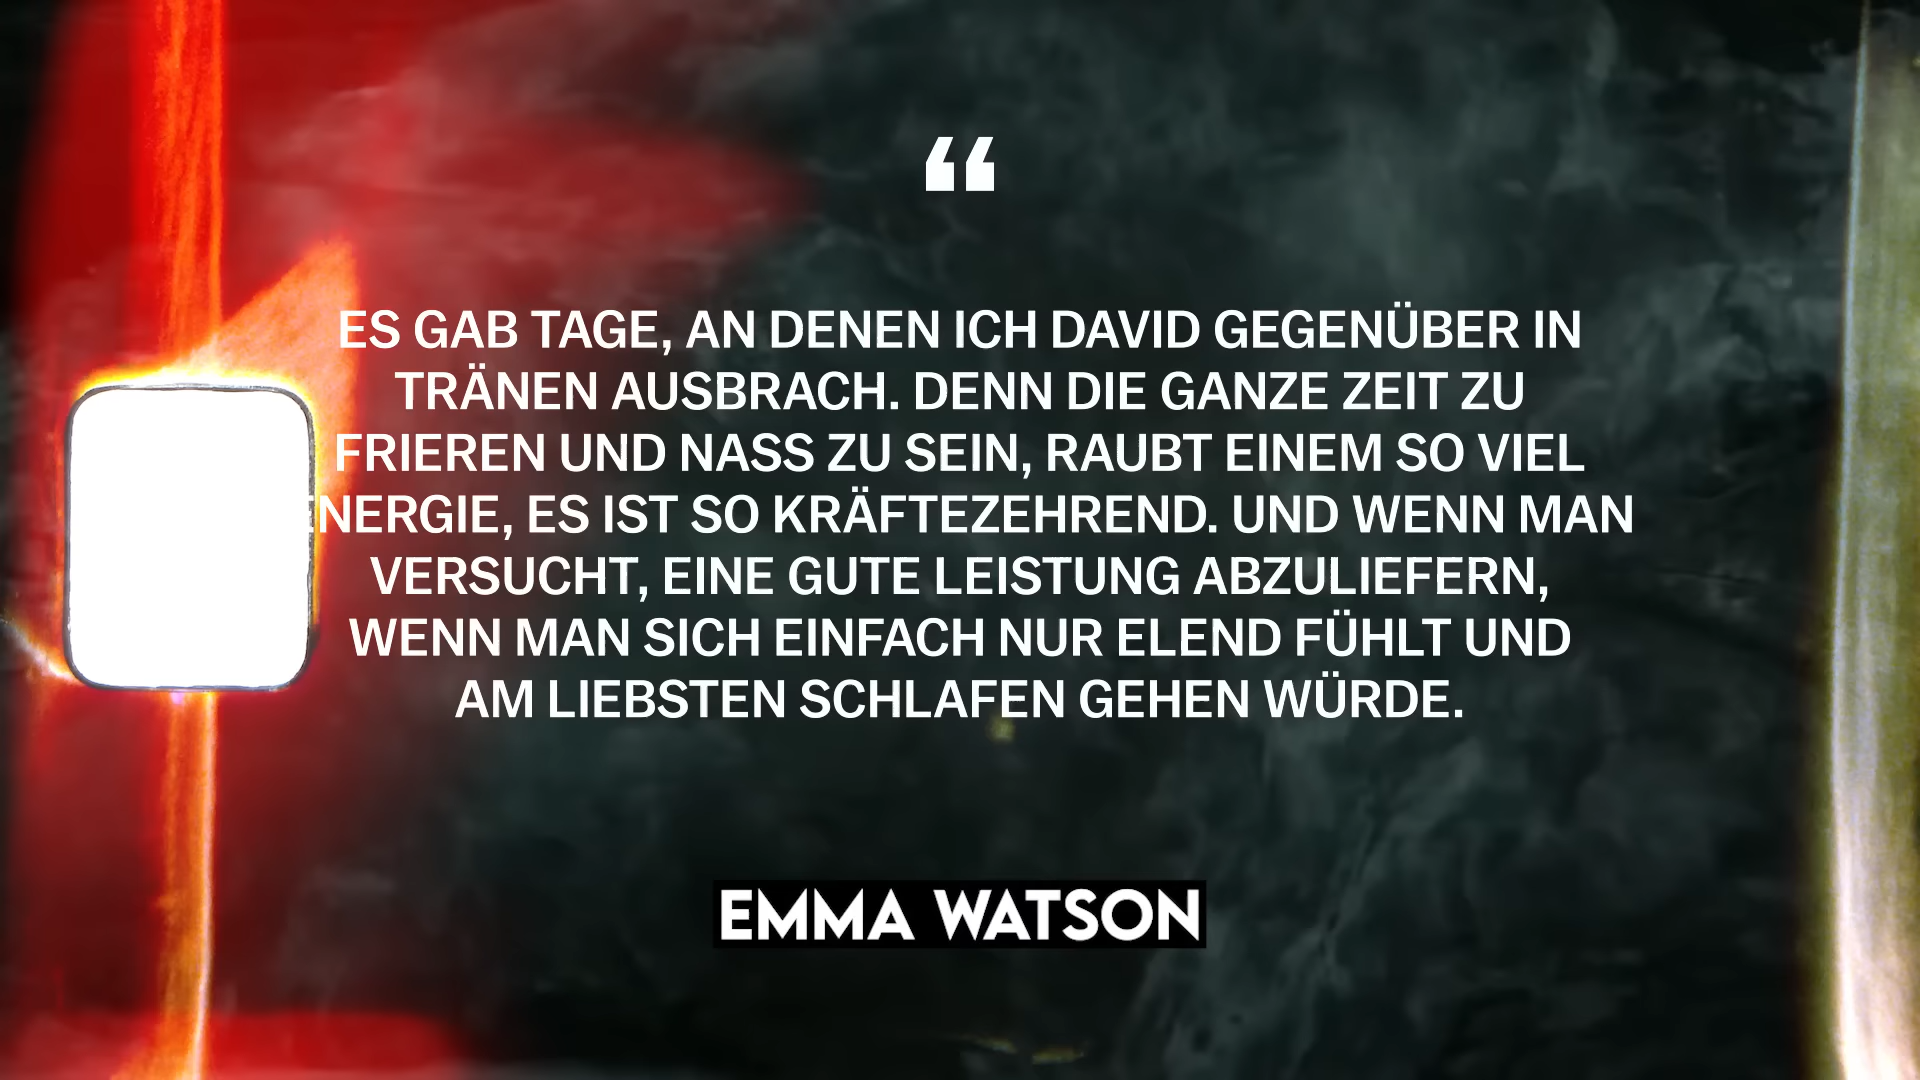 “
ES GAB TAGE, AN DENEN ICH DAVID GEGENÜBER IN
TRÄNEN AUSBRACH. DENN DIE GANZE ZEIT ZU
FRIEREN UND NASS ZU SEIN, RAUBT EINEM SO VIEL
ENERGIE, ES IST SO KRÄFTEZEHREND. UND WENN MAN
VERSUCHT, EINE GUTE LEISTUNG ABZULIEFERN,
WENN MAN SICH EINFACH NUR ELEND FÜHLT UND
AM LIEBSTEN SCHLAFEN GEHEN WÜRDE.
EMMA WATSON